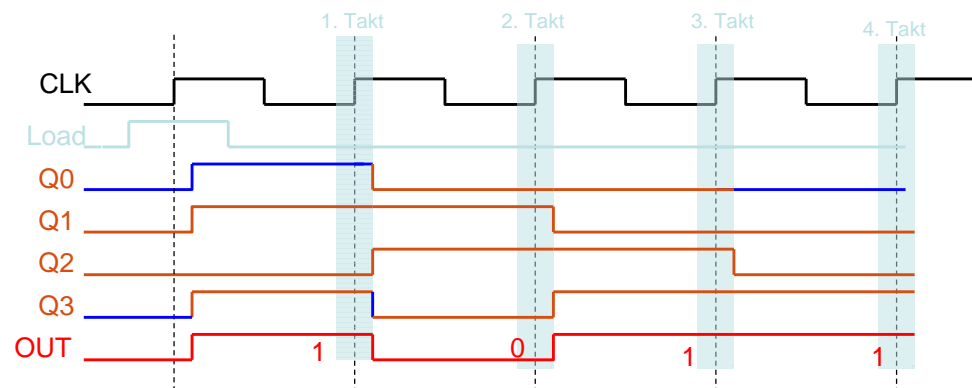 1. Takt
2. Takt
3. Takt
4. Takt
CLK
Load
Q0
Q1
Q2
Q3
OUT
1
0
1
1